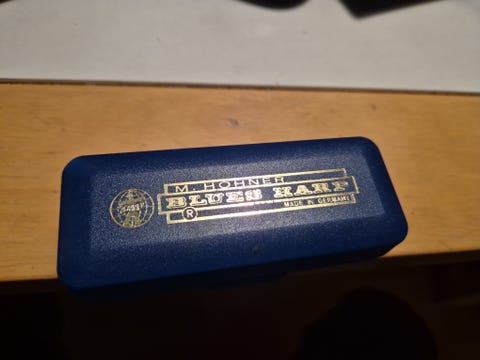 M. HOHNER
BLUES HARP
® MADE IN GERMANY